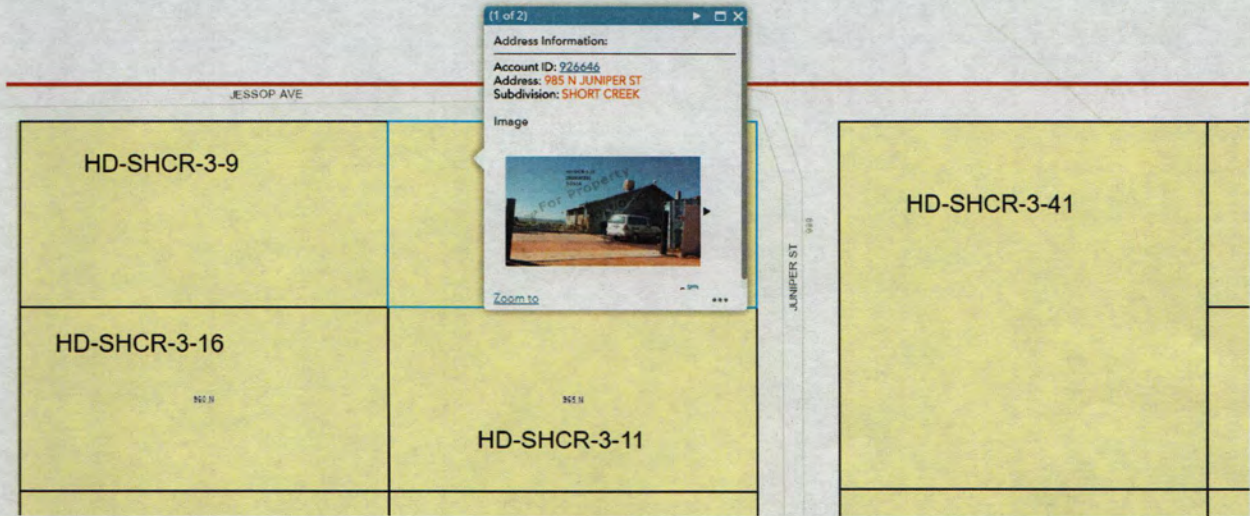 (1 of 2)
Address Information:
Account ID: 926646
Address: 985 N JUNIPER ST
Subdivision: SHORT CREEK
Image
For Property
Zoom to
JESSOP AVE
HD-SHCR-3-9
HD-SHCR-3-41
JUNIPER ST
HD-SHCR-3-16
HD-SHCR-3-11